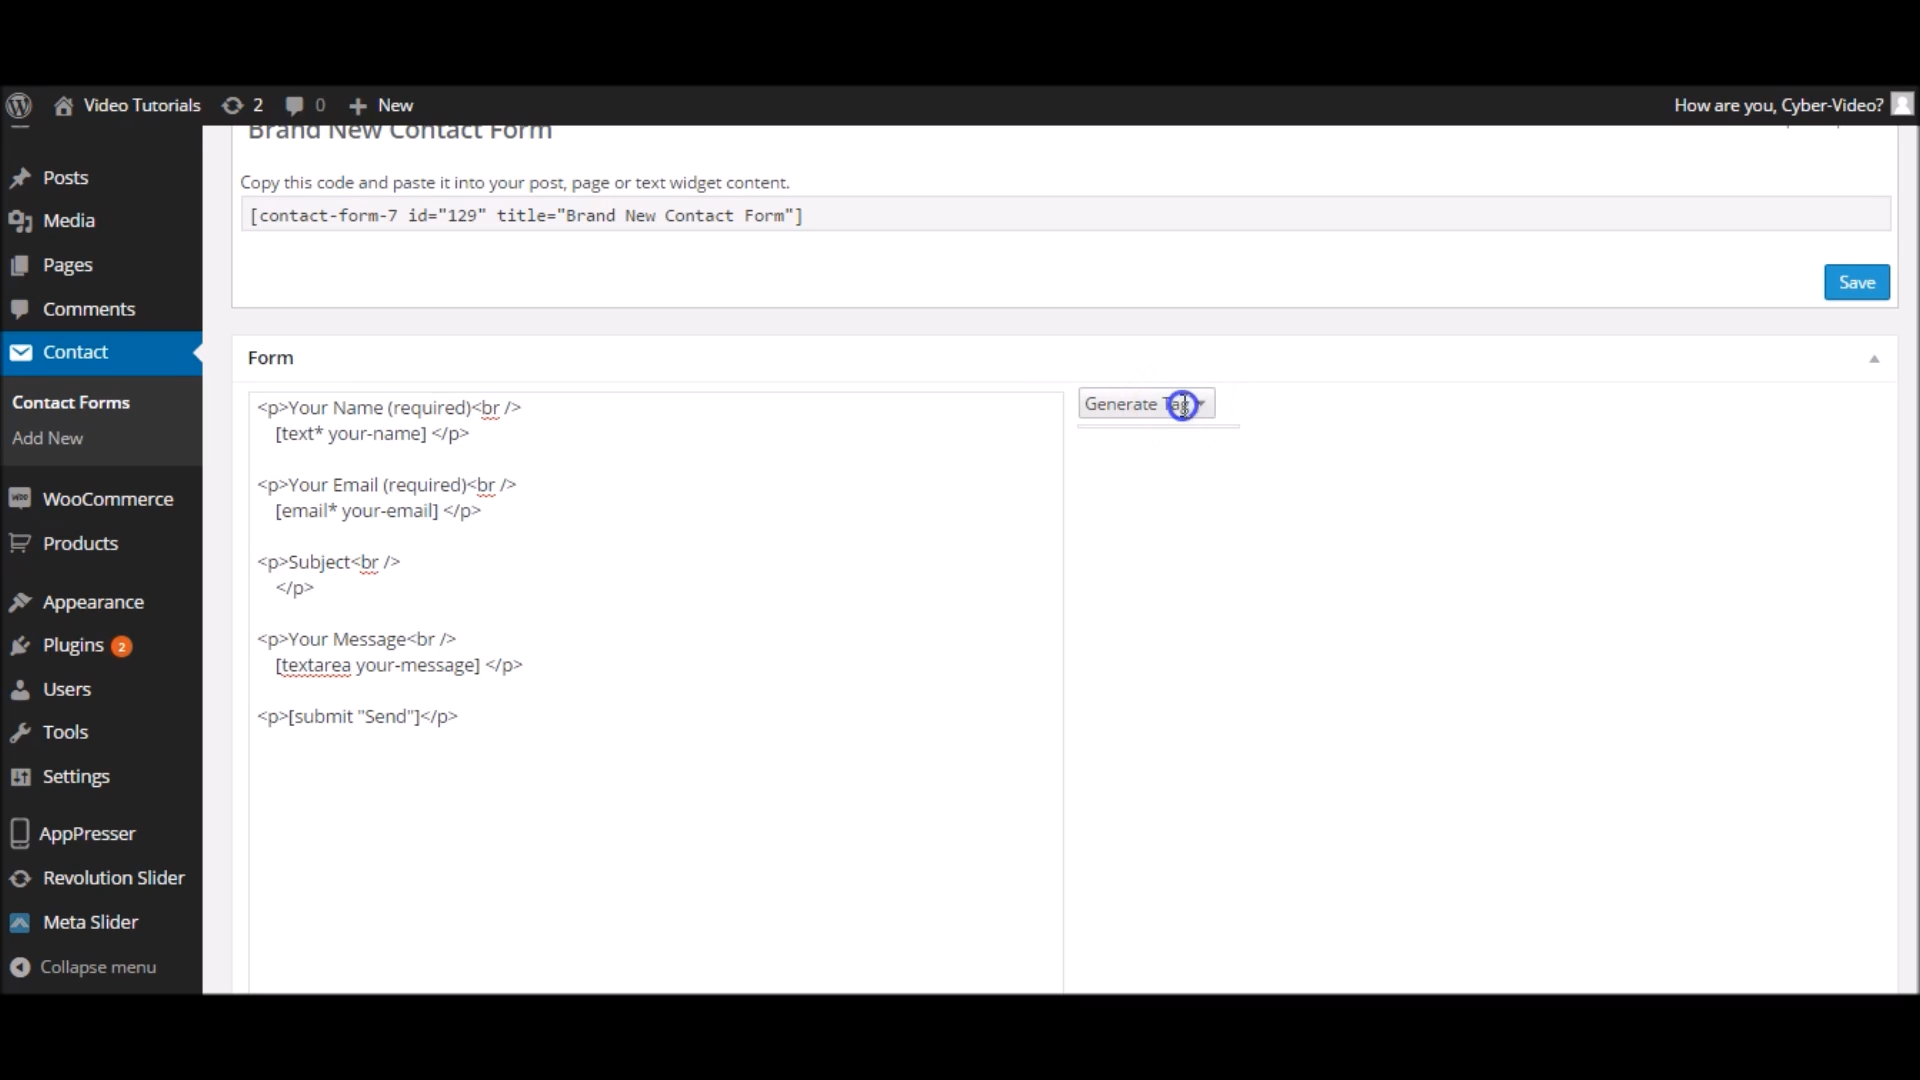 Video Tutorials 2 0 New How are you, Cyber-Video?
Brand New Contact Form
Copy this code and paste it into your post, page or text widget content.
[contact-form-7 id="129" title="Brand New Contact Form"]
Save
Posts
Media
Pages
Comments
Contact
Contact Forms
Add New
WooCommerce
Products
Appearance
Plugins 2
Users
Tools
Settings
AppPresser
Revolution Slider
Meta Slider
Collapse menu
Form
<p>Your Name (required)<br />
[text* your-name] </p>
<p>Your Email (required)<br />
[email* your-email] </p>
<p>Subject<br />
</p>
<p>Your Message<br />
[textarea your-message] </p>
<p>[submit "Send"]</p>
Generate Tag